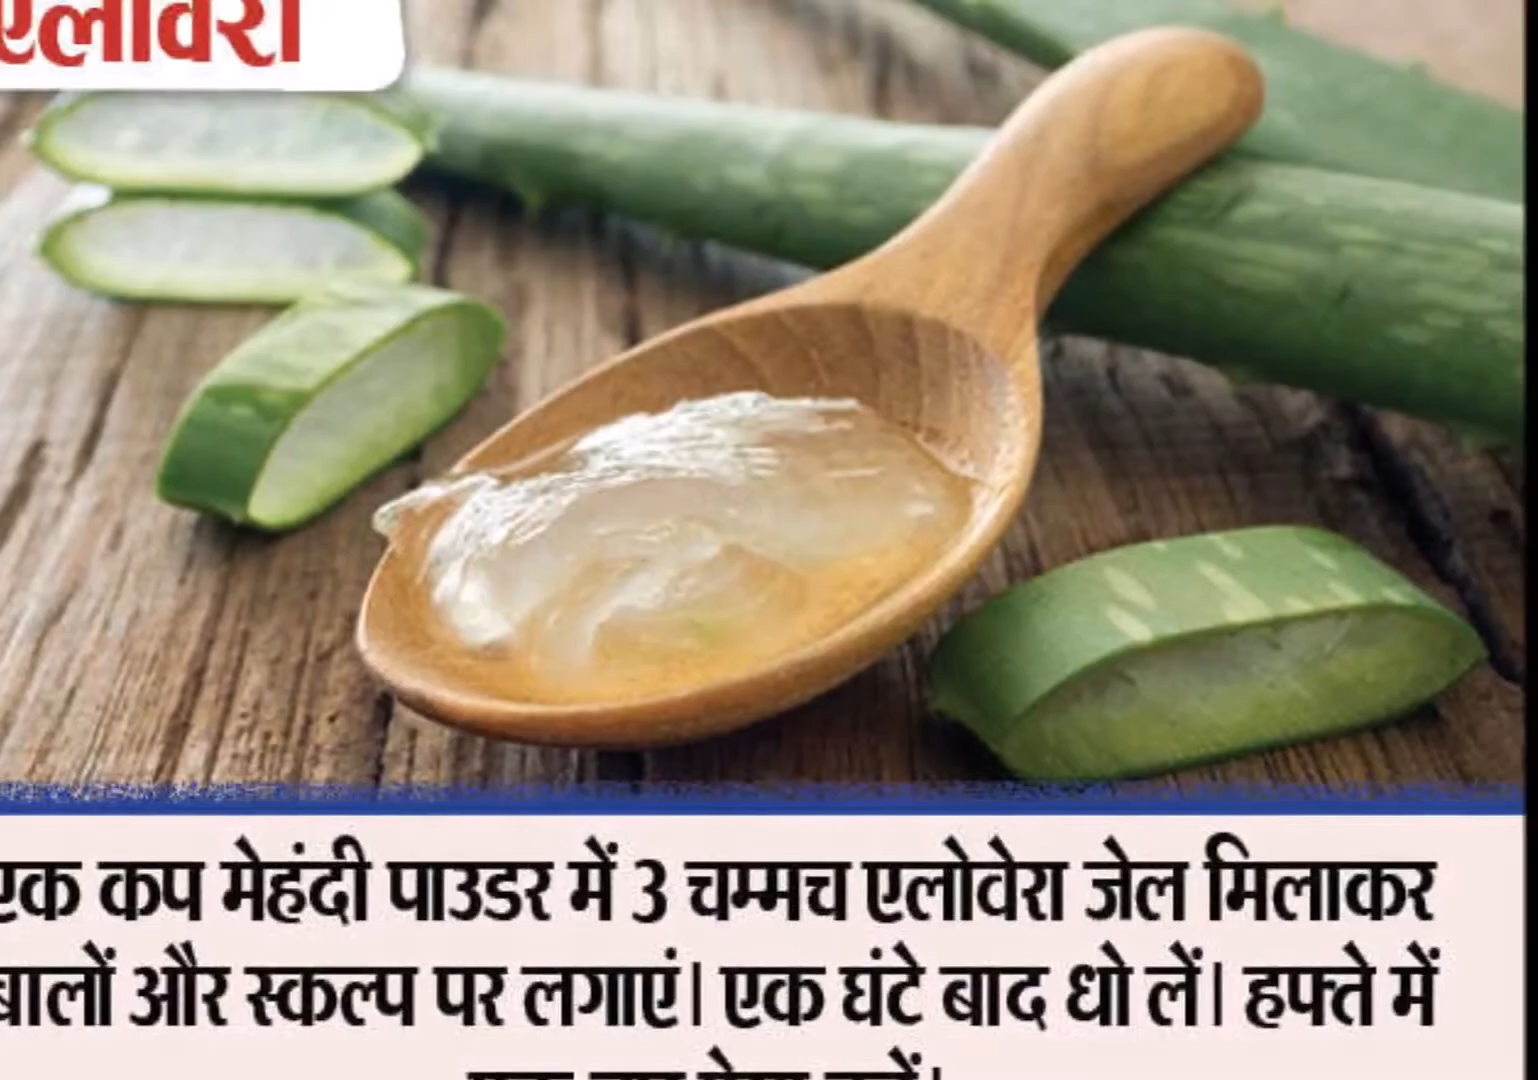 एलोवेरा
एक कप मेहंदी पाउडर में 3 चम्मच एलोवेरा जेल मिलाकर
बालों और स्कल्प पर लगाएं। एक घंटे बाद धो लें। हफ्ते में